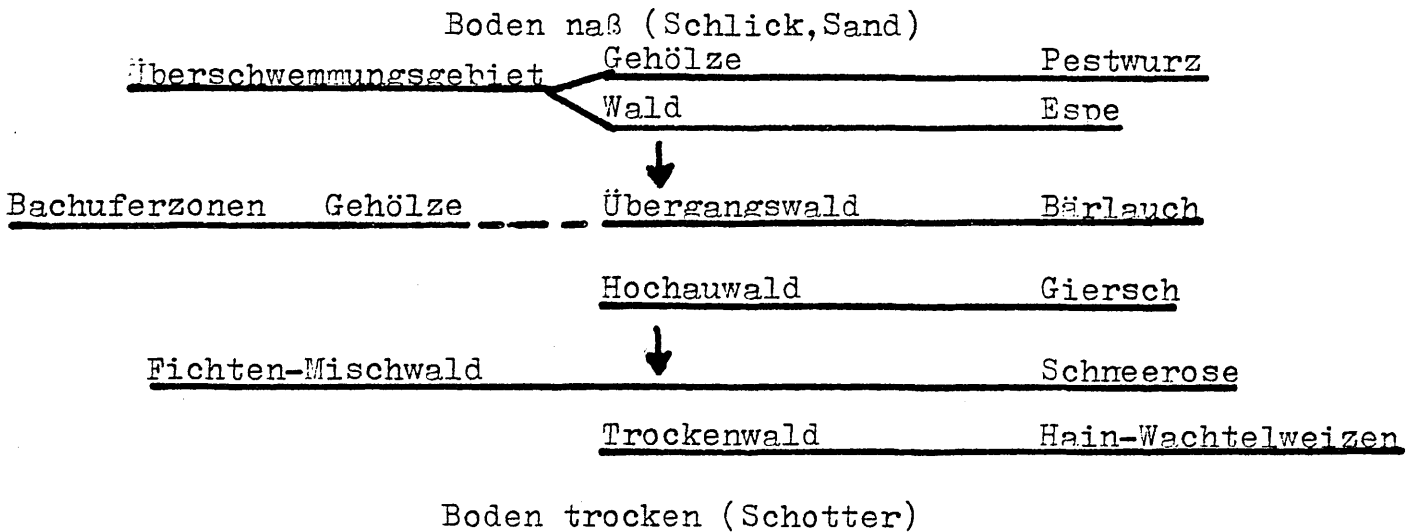 Boden naß (Schlick,Sand)
Überschwemmungsgebiet Gehölze Pestwurz
Wald Espe
Bachuferzonen Gehölze Übergangswald Bärlauch
Hochauwald Giersch
Fichten-Mischwald Schneerose
Trockenwald Hain-Wachtelweizen
Boden trocken (Schotter)